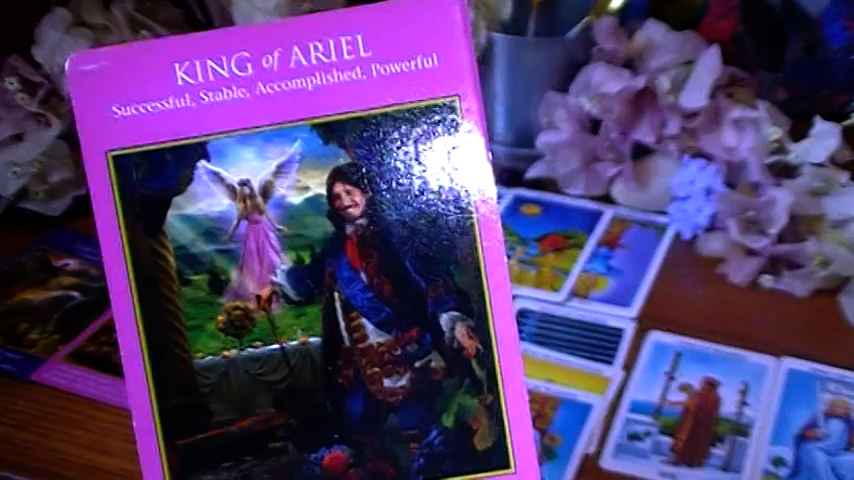 KING of ARIEL
Successful, Stable, Accomplished, Powerful